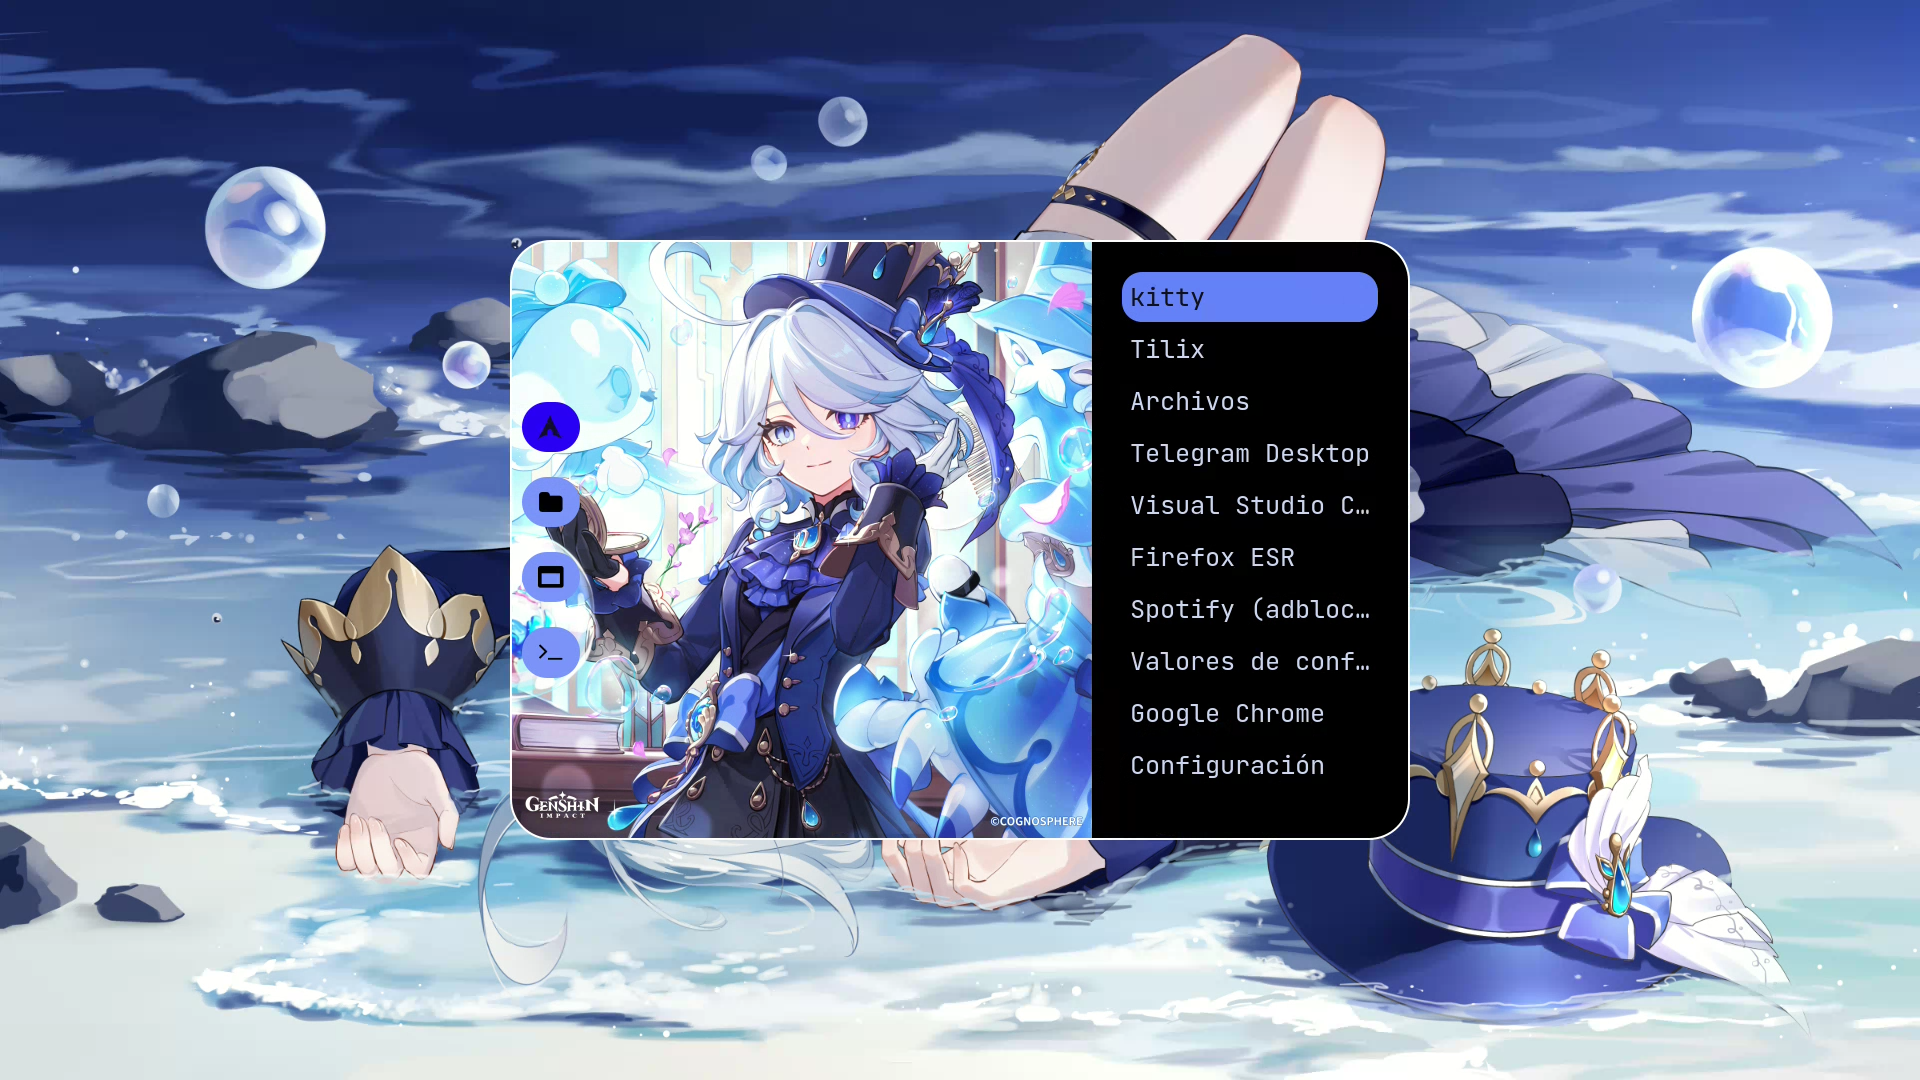 kitty
Tilix
Archivos
Telegram Desktop
Visual Studio C…
Firefox ESR
Spotify (adbloc…
Valores de conf…
Google Chrome
Configuración
GENSHIN
IMPACT
©COGNOSPHERE